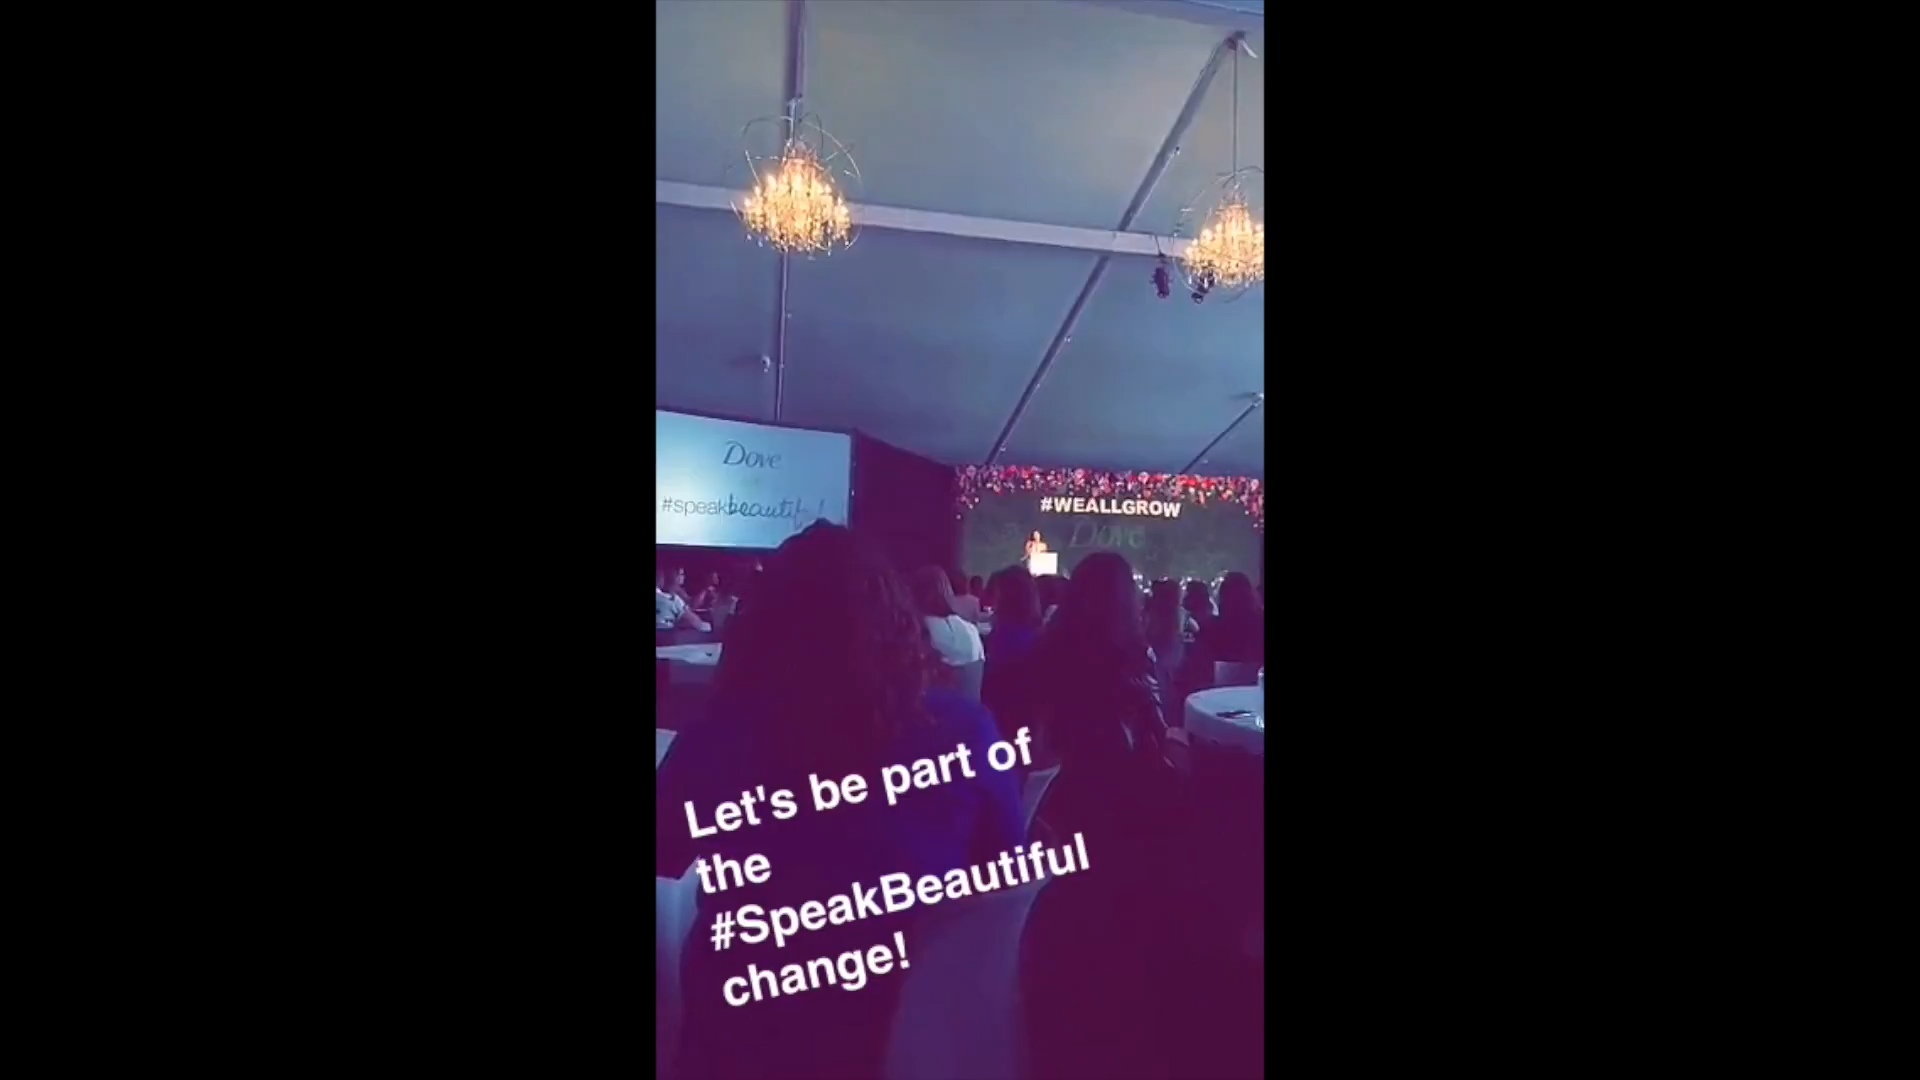 Dove
#speakbeautiful
#WEALLGROW
Dove
Let's be part of
the
#SpeakBeautiful
change!